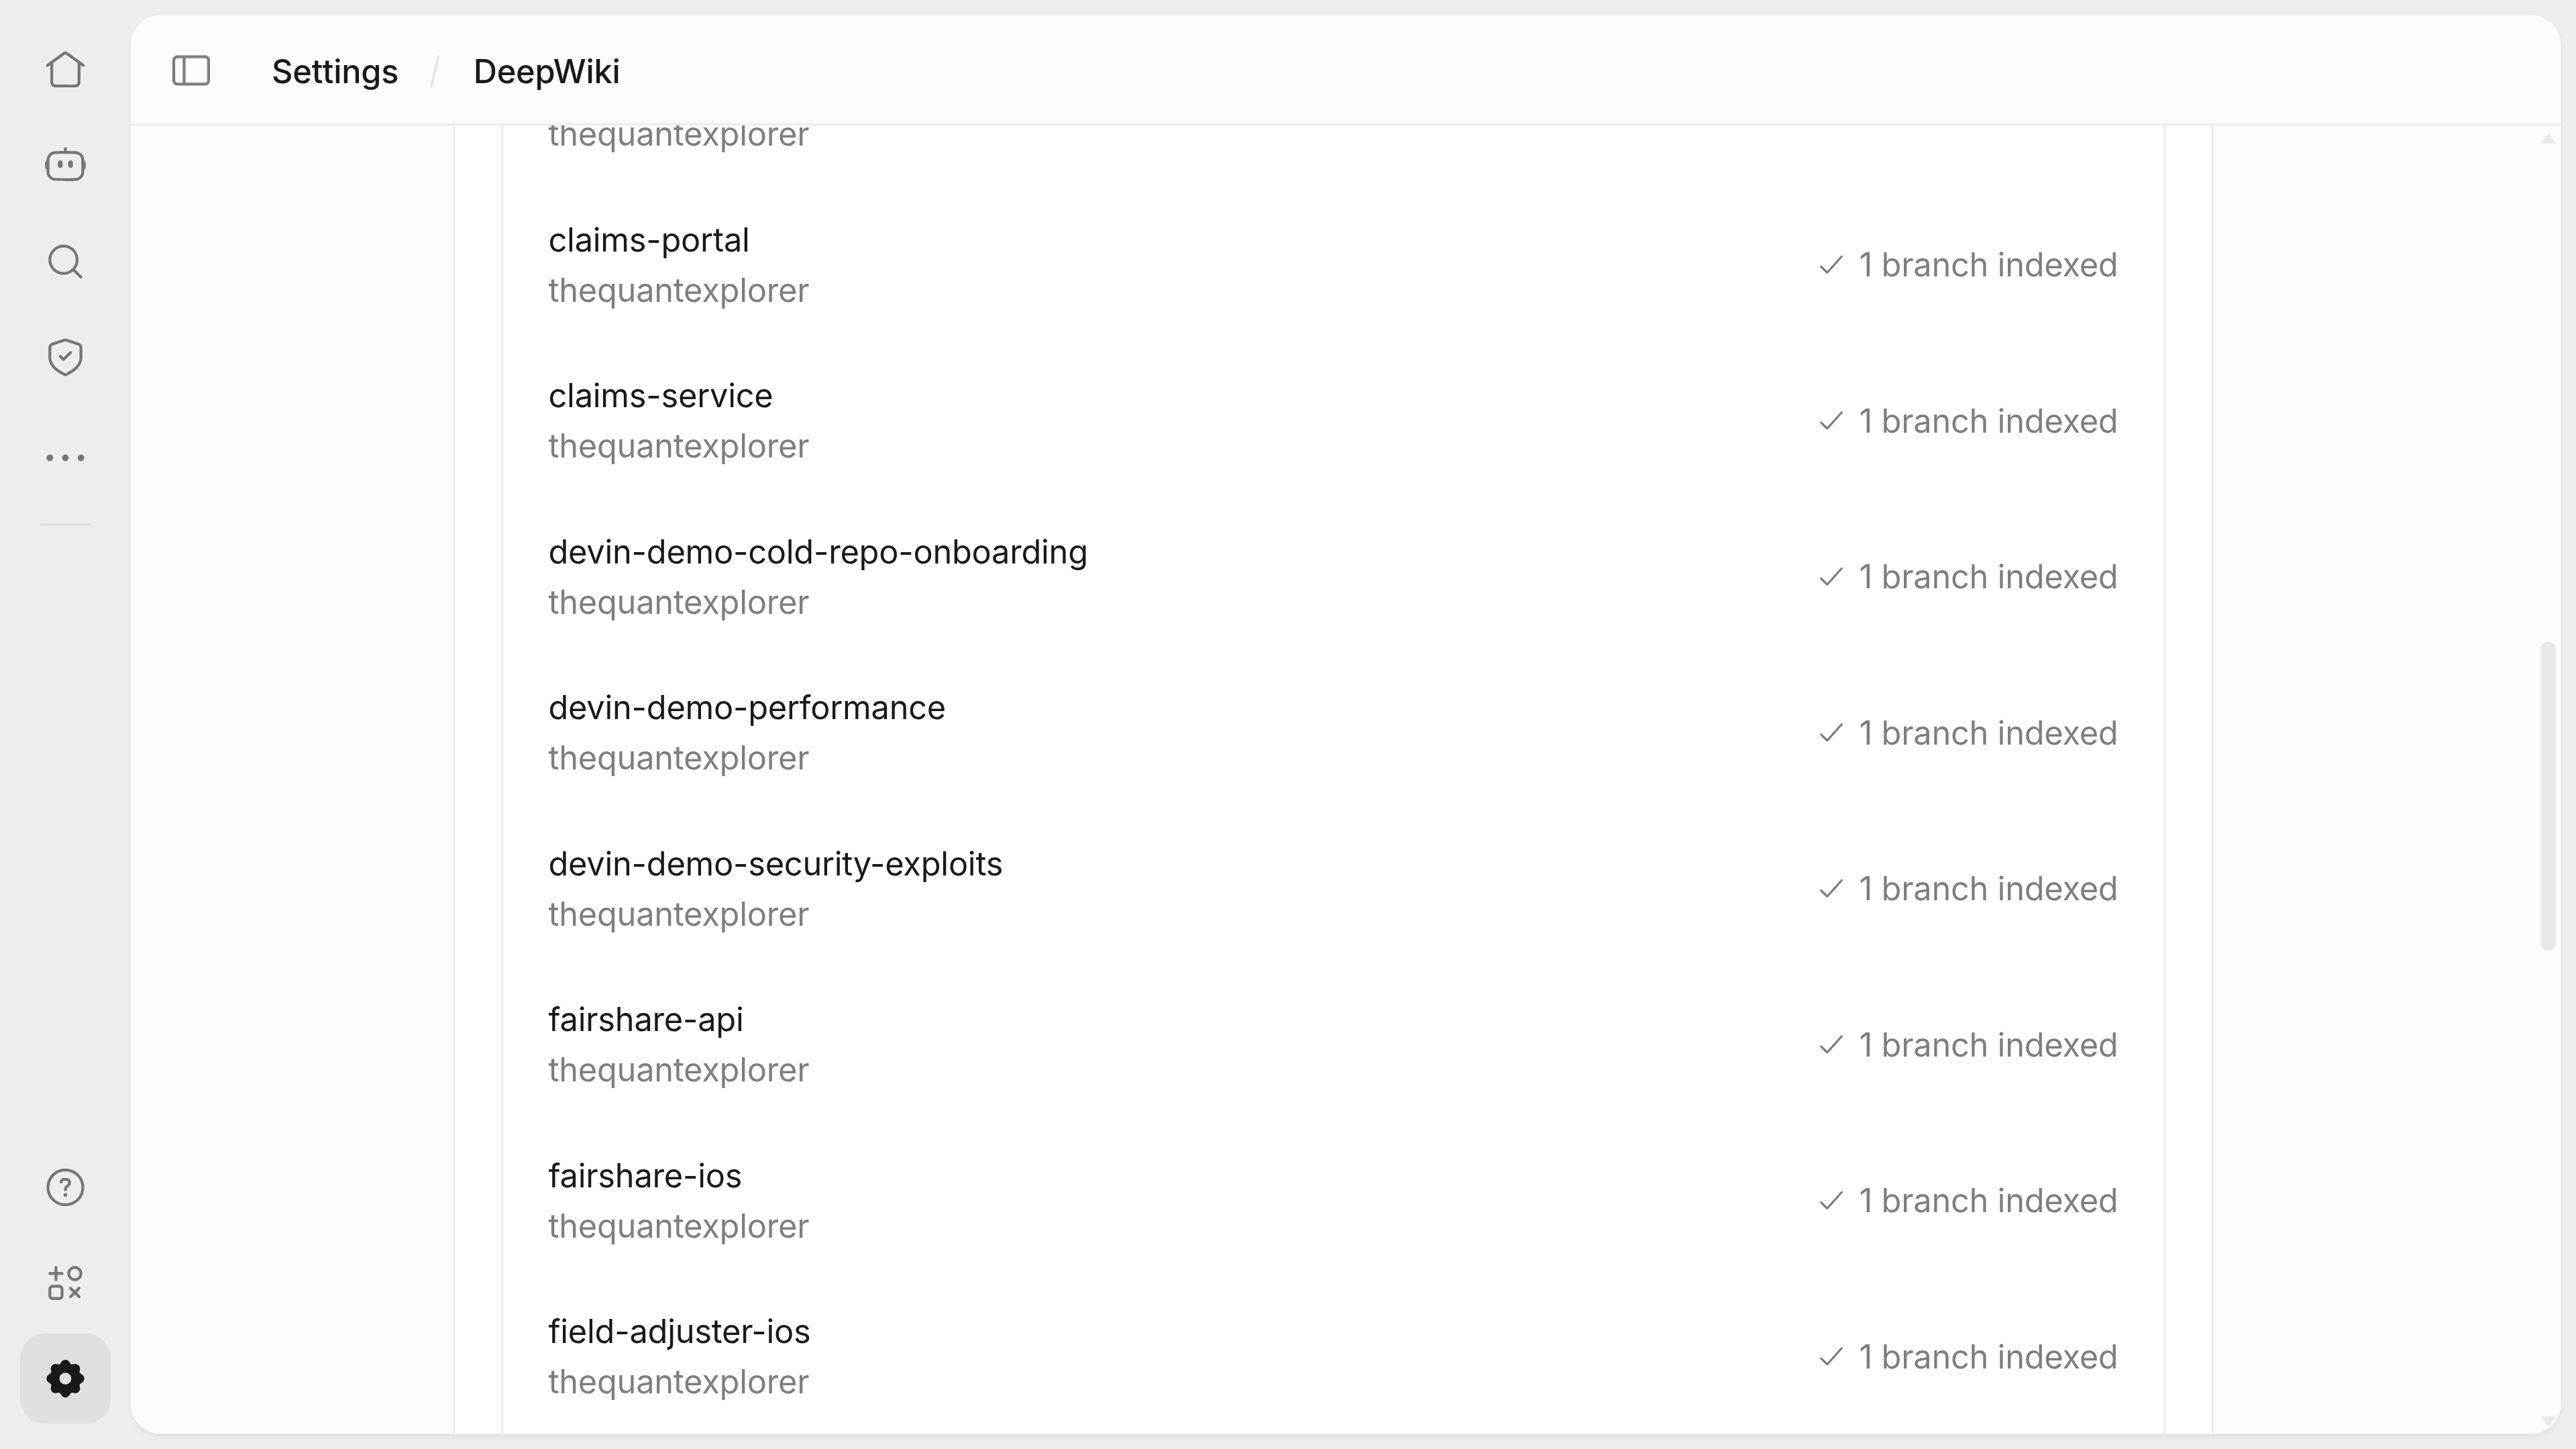 Settings / DeepWiki
thequantexplorer
claims-portal
thequantexplorer
1 branch indexed
claims-service
thequantexplorer
1 branch indexed
devin-demo-cold-repo-onboarding
thequantexplorer
1 branch indexed
devin-demo-performance
thequantexplorer
1 branch indexed
devin-demo-security-exploits
thequantexplorer
1 branch indexed
fairshare-api
thequantexplorer
1 branch indexed
fairshare-ios
thequantexplorer
1 branch indexed
field-adjuster-ios
thequantexplorer
1 branch indexed